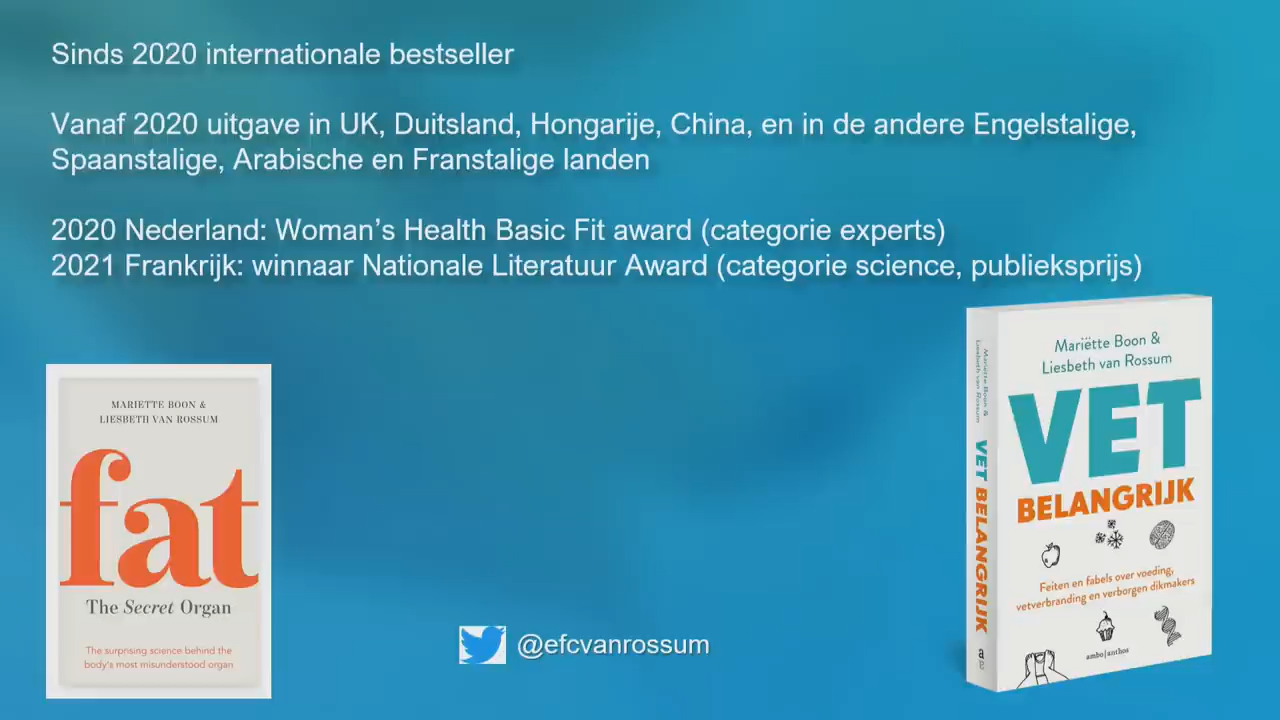 Sinds 2020 internationale bestseller
Vanaf 2020 uitgave in UK, Duitsland, Hongarije, China, en in de andere Engelstalige,
Spaanstalige, Arabische en Franstalige landen
2020 Nederland: Woman’s Health Basic Fit award (categorie experts)
2021 Frankrijk: winnaar Nationale Literatuur Award (categorie science, publieksprijs)
MARIETTE BOON &
LIESBETH VAN ROSSUM
fat
The Secret Organ
The surprising science behind the
body's most misunderstood organ
@efcvanrossum
Mariëtte Boon &
Liesbeth van Rossum
VET BELANGRIJK
Mariëtte Boon &
Liesbeth van Rossum
VET
BELANGRIJK
Feiten en fabels over voeding,
vetverbranding en verborgen dikmakers
ambo|anthos